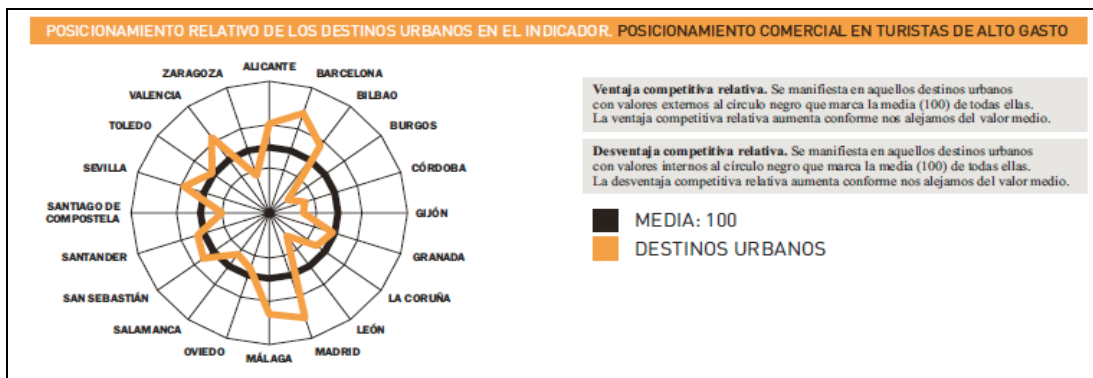 POSICIONAMIENTO RELATIVO DE LOS DESTINOS URBANOS EN EL INDICADOR. POSICIONAMIENTO COMERCIAL EN TURISTAS DE ALTO GASTO
ALICANTE
BARCELONA
BILBAO
BURGOS
CÓRDOBA
GIJÓN
GRANADA
LA CORUÑA
LEÓN
MADRID
MÁLAGA
OVIEDO
SALAMANCA
SAN SEBASTIÁN
SANTANDER
SANTIAGO DE
COMPOSTELA
SEVILLA
TOLEDO
VALENCIA
ZARAGOZA
Ventaja competitiva relativa. Se manifiesta en aquellos destinos urbanos
con valores externos al círculo negro que marca la media (100) de todas ellas.
La ventaja competitiva relativa aumenta conforme nos alejamos del valor medio.
Desventaja competitiva relativa. Se manifiesta en aquellos destinos urbanos
con valores internos al círculo negro que marca la media (100) de todas ellas.
La desventaja competitiva relativa aumenta conforme nos alejamos del valor medio.
MEDIA: 100
DESTINOS URBANOS